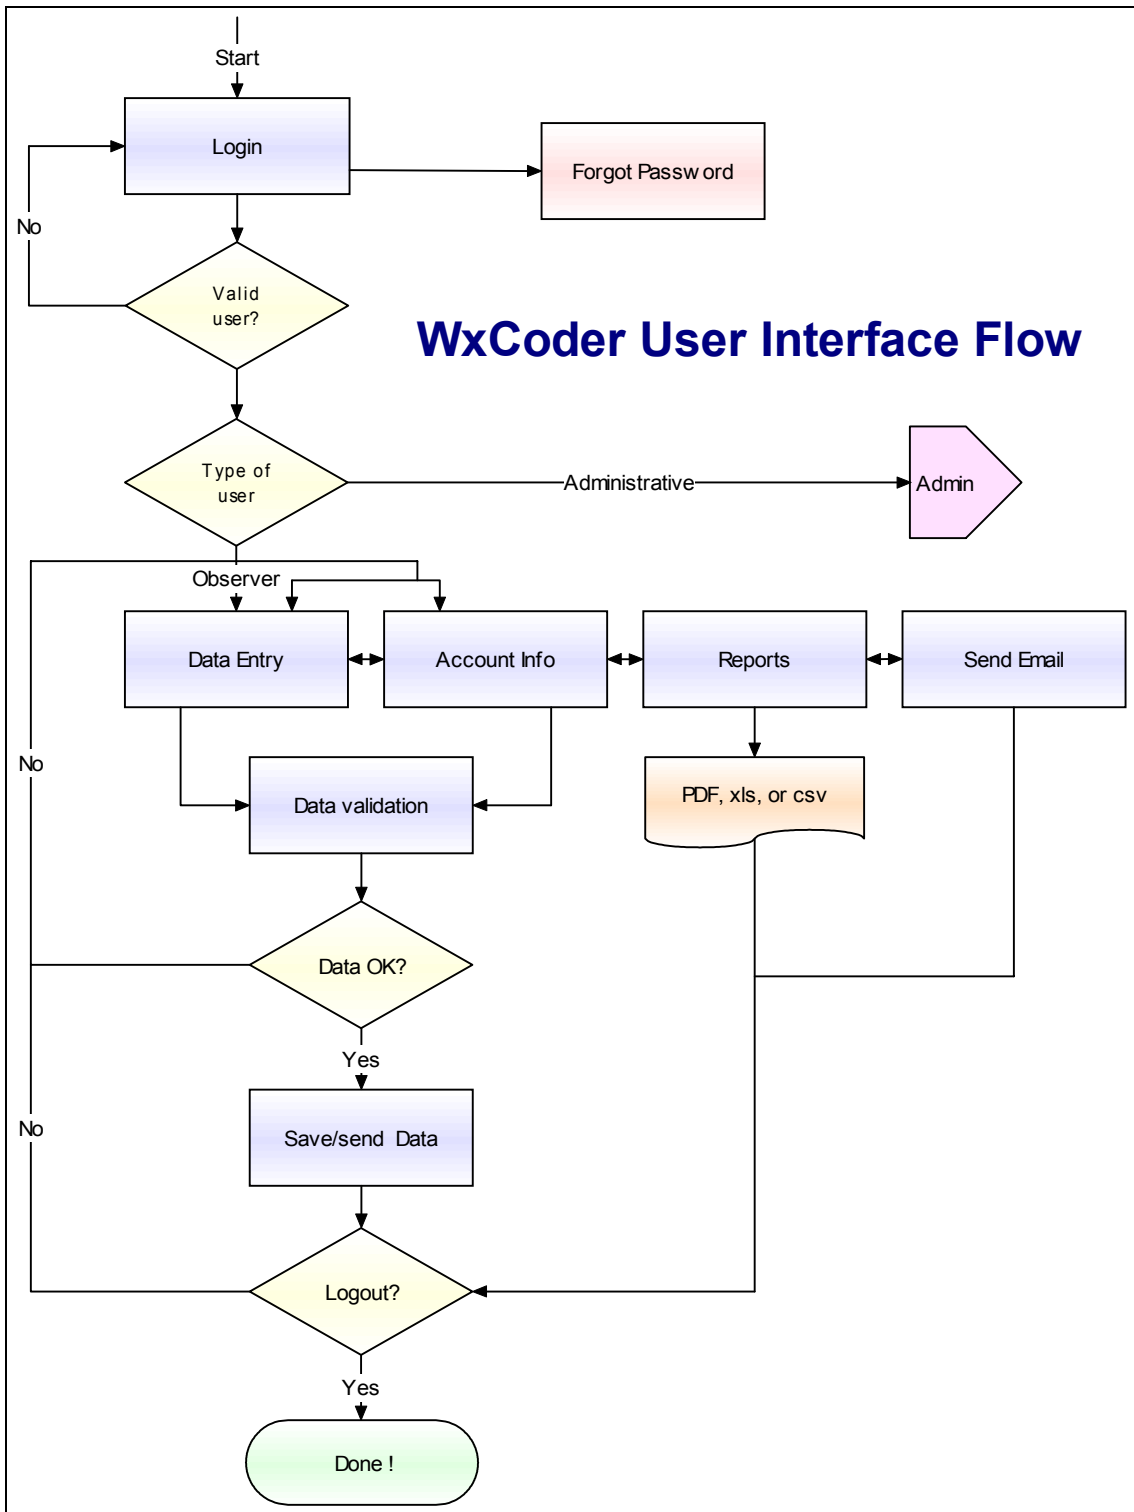 Start
Login
Forgot Password
No
Valid
user?
WxCoder User Interface Flow
Type of
user
Administrative
Admin
Observer
Data Entry
Account Info
Reports
Send Email
No
Data validation
PDF, xls, or csv
Data OK?
Yes
No
Save/send Data
Logout?
Yes
Done !